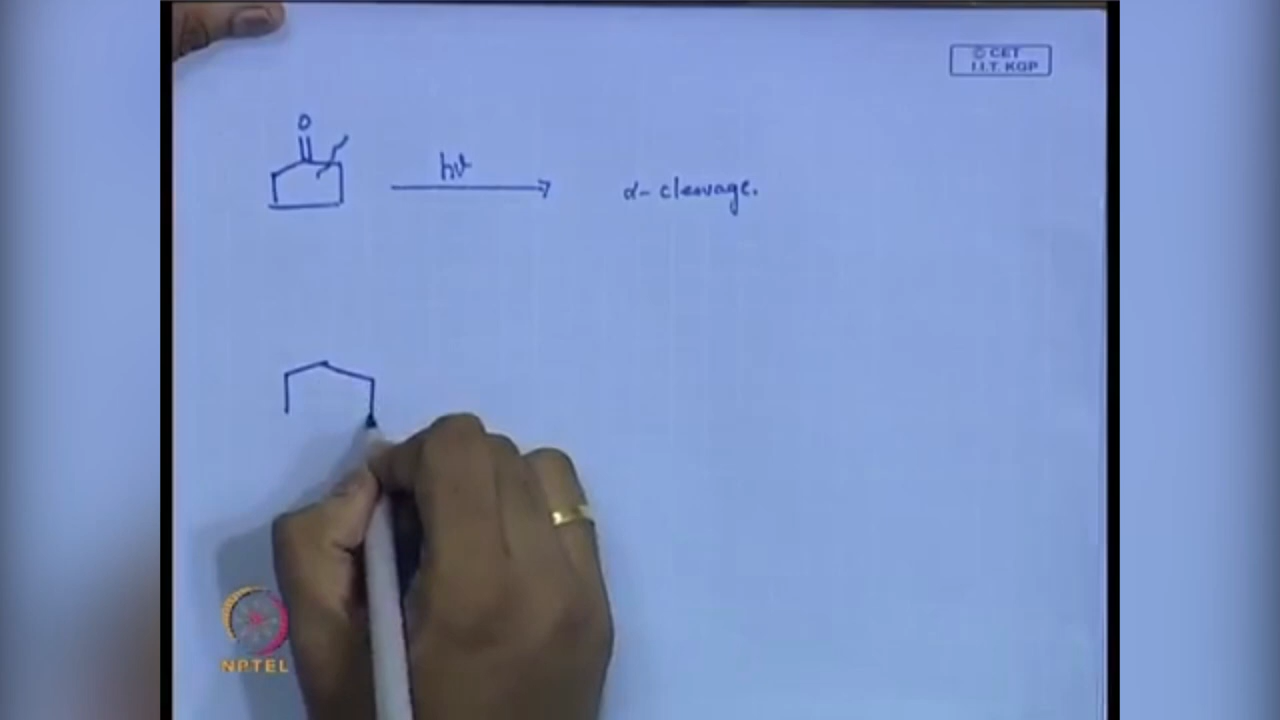 © CET
I.I.T. KGP
O
hν
α- cleavage.
NPTEL